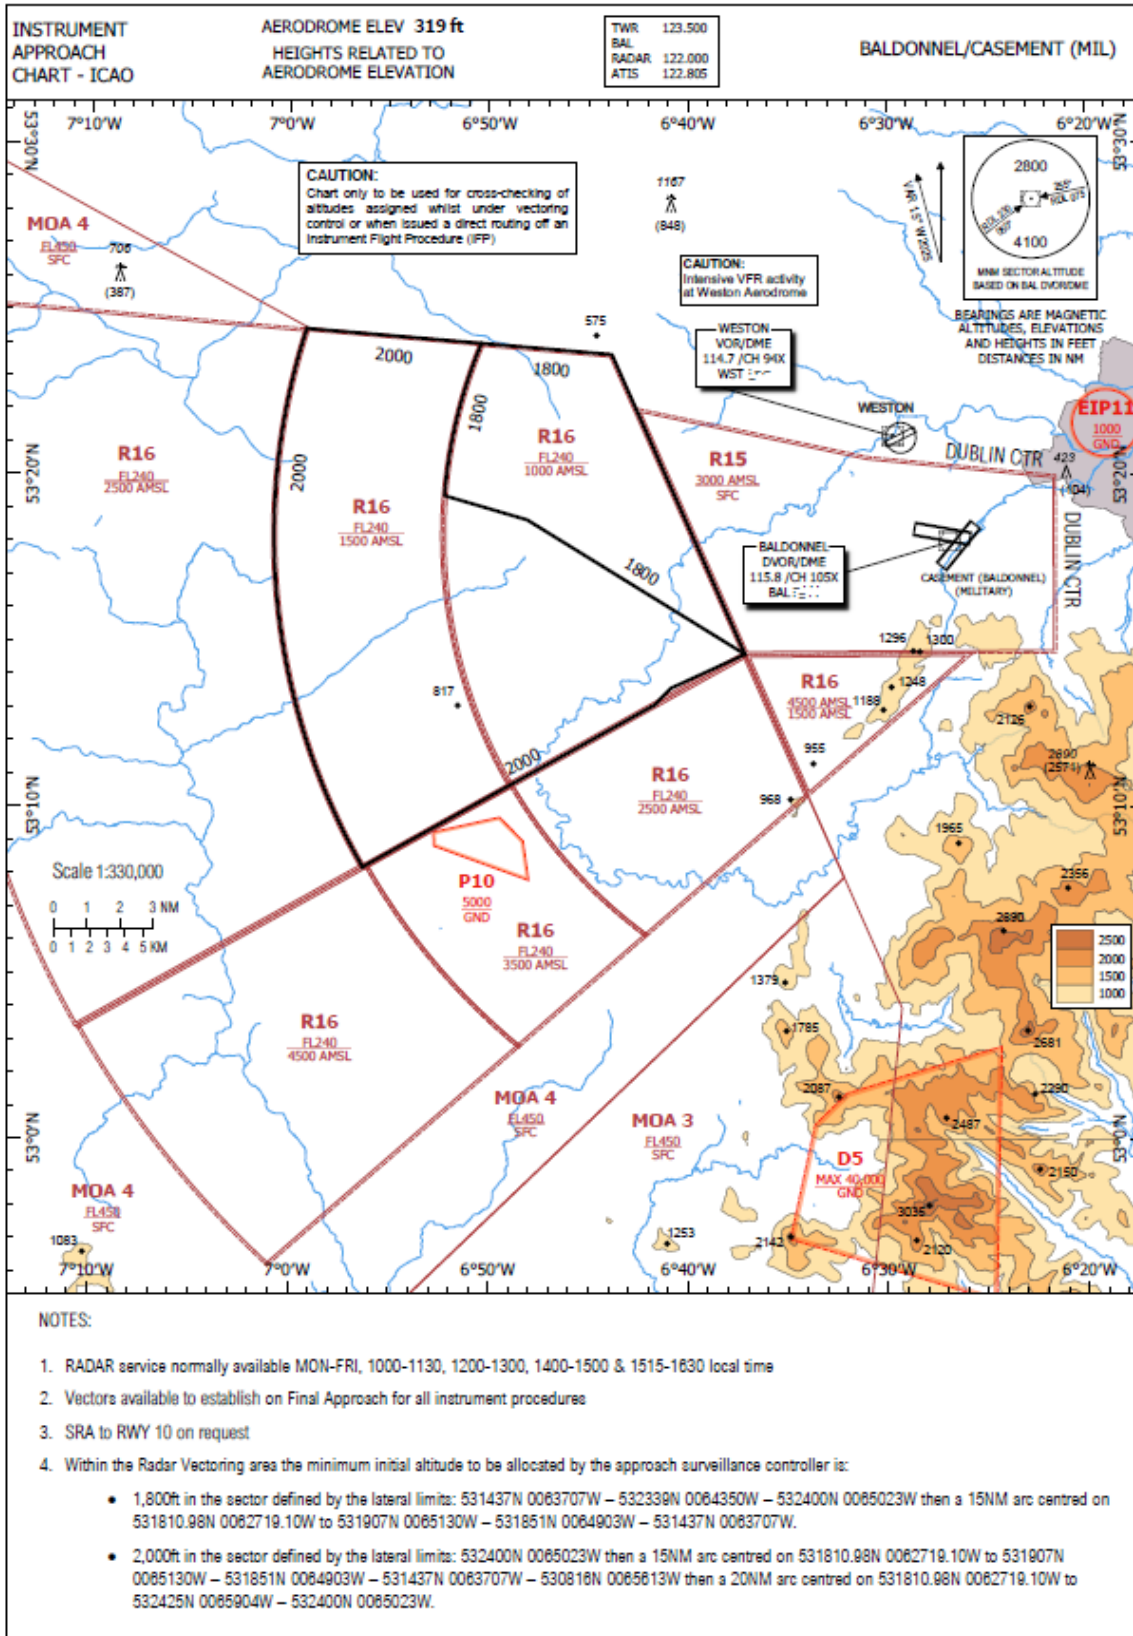 INSTRUMENT
APPROACH
CHART - ICAO
AERODROME ELEV 319 ft
HEIGHTS RELATED TO
AERODROME ELEVATION
TWR 123.500
BAL
RADAR 122.000
ATIS 122.805
BALDONNEL/CASEMENT (MIL)
7°10'W 7°0'W 6°50'W 6°40'W 6°30'W 6°20'W
53°30'N
53°30'N
CAUTION:
Chart only to be used for cross-checking of
altitudes assigned whilst under vectoring
control or when issued a direct routing off an
Instrument Flight Procedure (IFP)
1167
(848)
VAR 15° W 2025
2800
4100
MNM SECTOR ALTITUDE
BASED ON BAL DVOR/DME
MOA 4
FL450
SFC
706
(387)
CAUTION:
Intensive VFR activity
at Weston Aerodrome
BEARINGS ARE MAGNETIC
ALTITUDES, ELEVATIONS
AND HEIGHTS IN FEET
DISTANCES IN NM
575
WESTON
VOR/DME
114.7 /CH 94X
WST
2000
1800
1800
WESTON
EIP11
1000
GND
423
(104)
DUBLIN CTR
DUBLIN CTR
53°20'N
53°20'N
R16
FL240
2500 AMSL
2000
R16
FL240
1500 AMSL
R16
FL240
1000 AMSL
R15
3000 AMSL
SFC
1800
BALDONNEL
DVOR/DME
115.8 /CH 105X
BAL
CASEMENT (BALDONNEL)
(MILITARY)
1296
1300
R16
4500 AMSL
1500 AMSL
1248
1188
817
2126
2000
955
968
R16
FL240
2500 AMSL
2690
(2571)
53°10'N
53°10'N
1965
2356
Scale 1:330,000
0 1 2 3 NM
0 1 2 3 4 5 KM
P10
5000
GND
R16
FL240
3500 AMSL
2690
2500
2000
1500
1000
1379
R16
FL240
4500 AMSL
1785
2681
2087
2290
2487
MOA 4
FL450
SFC
MOA 3
FL450
SFC
53°0'N
53°0'N
D5
MAX 40,000
GND
2150
MOA 4
FL450
SFC
3035
1083
1253
2142
2120
7°10'W 7°0'W 6°50'W 6°40'W 6°30'W 6°20'W
NOTES:
1. RADAR service normally available MON-FRI, 1000-1130, 1200-1300, 1400-1500 & 1515-1630 local time
2. Vectors available to establish on Final Approach for all instrument procedures
3. SRA to RWY 10 on request
4. Within the Radar Vectoring area the minimum initial altitude to be allocated by the approach surveillance controller is:
• 1,800ft in the sector defined by the lateral limits: 531437N 0063707W – 532339N 0064350W – 532400N 0065023W then a 15NM arc centred on
531810.98N 0062719.10W to 531907N 0065130W – 531851N 0064903W – 531437N 0063707W.
• 2,000ft in the sector defined by the lateral limits: 532400N 0065023W then a 15NM arc centred on 531810.98N 0062719.10W to 531907N
0065130W – 531851N 0064903W – 531437N 0063707W – 530816N 0065613W then a 20NM arc centred on 531810.98N 0062719.10W to
532425N 0065904W – 532400N 0065023W.